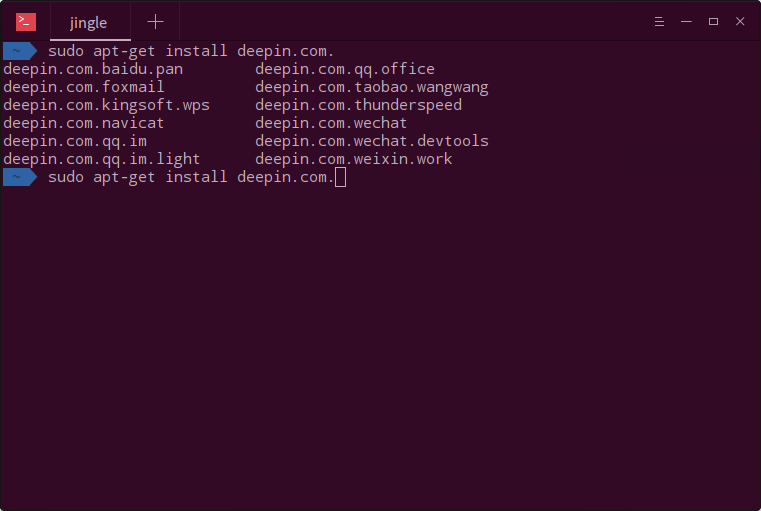 jingle
~ sudo apt-get install deepin.com.
deepin.com.baidu.pan deepin.com.qq.office
deepin.com.foxmail deepin.com.taobao.wangwang
deepin.com.kingsoft.wps deepin.com.thunderspeed
deepin.com.navicat deepin.com.wechat
deepin.com.qq.im deepin.com.wechat.devtools
deepin.com.qq.im.light deepin.com.weixin.work
~ sudo apt-get install deepin.com.